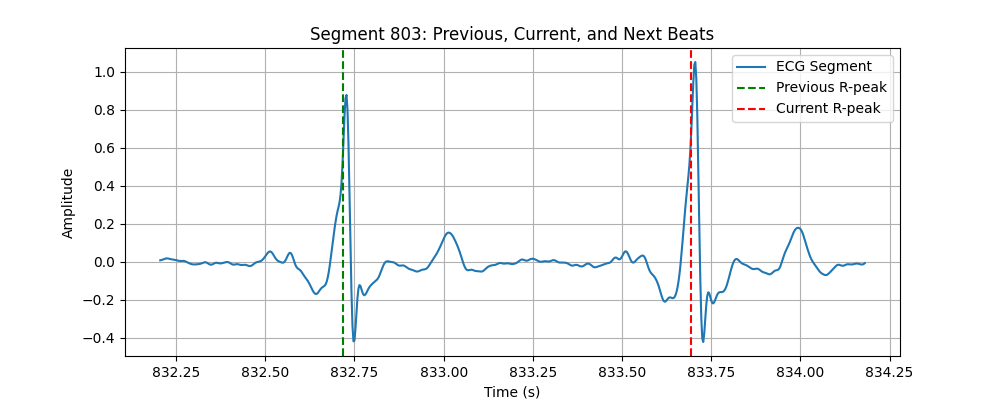 Segment 803: Previous, Current, and Next Beats
ECG Segment
Previous R-peak
Current R-peak
1.0
0.8
0.6
0.4
0.2
0.0
−0.2
−0.4
Amplitude
832.25 832.50 832.75 833.00 833.25 833.50 833.75 834.00 834.25
Time (s)